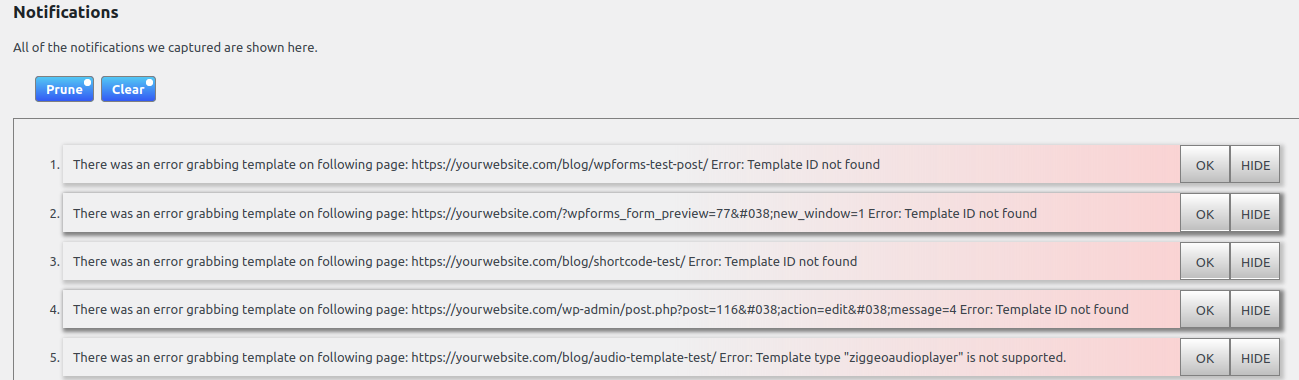 Notifications
All of the notifications we captured are shown here.
Prune Clear
1. There was an error grabbing template on following page: https://yourwebsite.com/blog/wpforms-test-post/ Error: Template ID not found OK HIDE
2. There was an error grabbing template on following page: https://yourwebsite.com/?wpforms_form_preview=77&#038;new_window=1 Error: Template ID not found OK HIDE
3. There was an error grabbing template on following page: https://yourwebsite.com/blog/shortcode-test/ Error: Template ID not found OK HIDE
4. There was an error grabbing template on following page: https://yourwebsite.com/wp-admin/post.php?post=116&#038;action=edit&#038;message=4 Error: Template ID not found OK HIDE
5. There was an error grabbing template on following page: https://yourwebsite.com/blog/audio-template-test/ Error: Template type "ziggeoaudioplayer" is not supported. OK HIDE